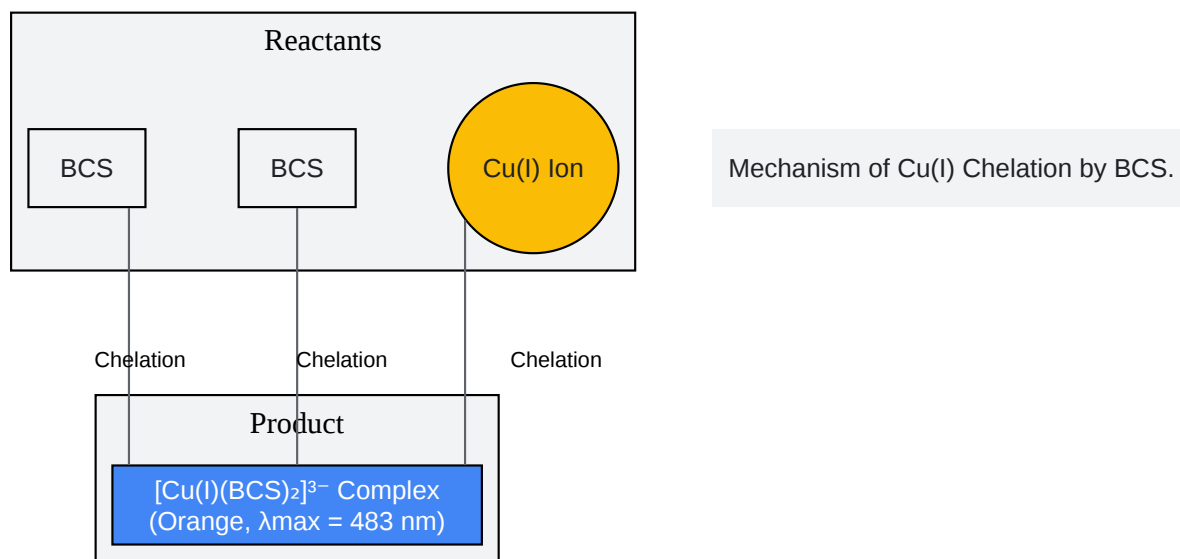 Reactants
BCS
BCS
Cu(I) Ion
Mechanism of Cu(I) Chelation by BCS.
Chelation
Chelation
Chelation
Product
[Cu(I)(BCS)₂]³⁻ Complex
(Orange, λmax = 483 nm)